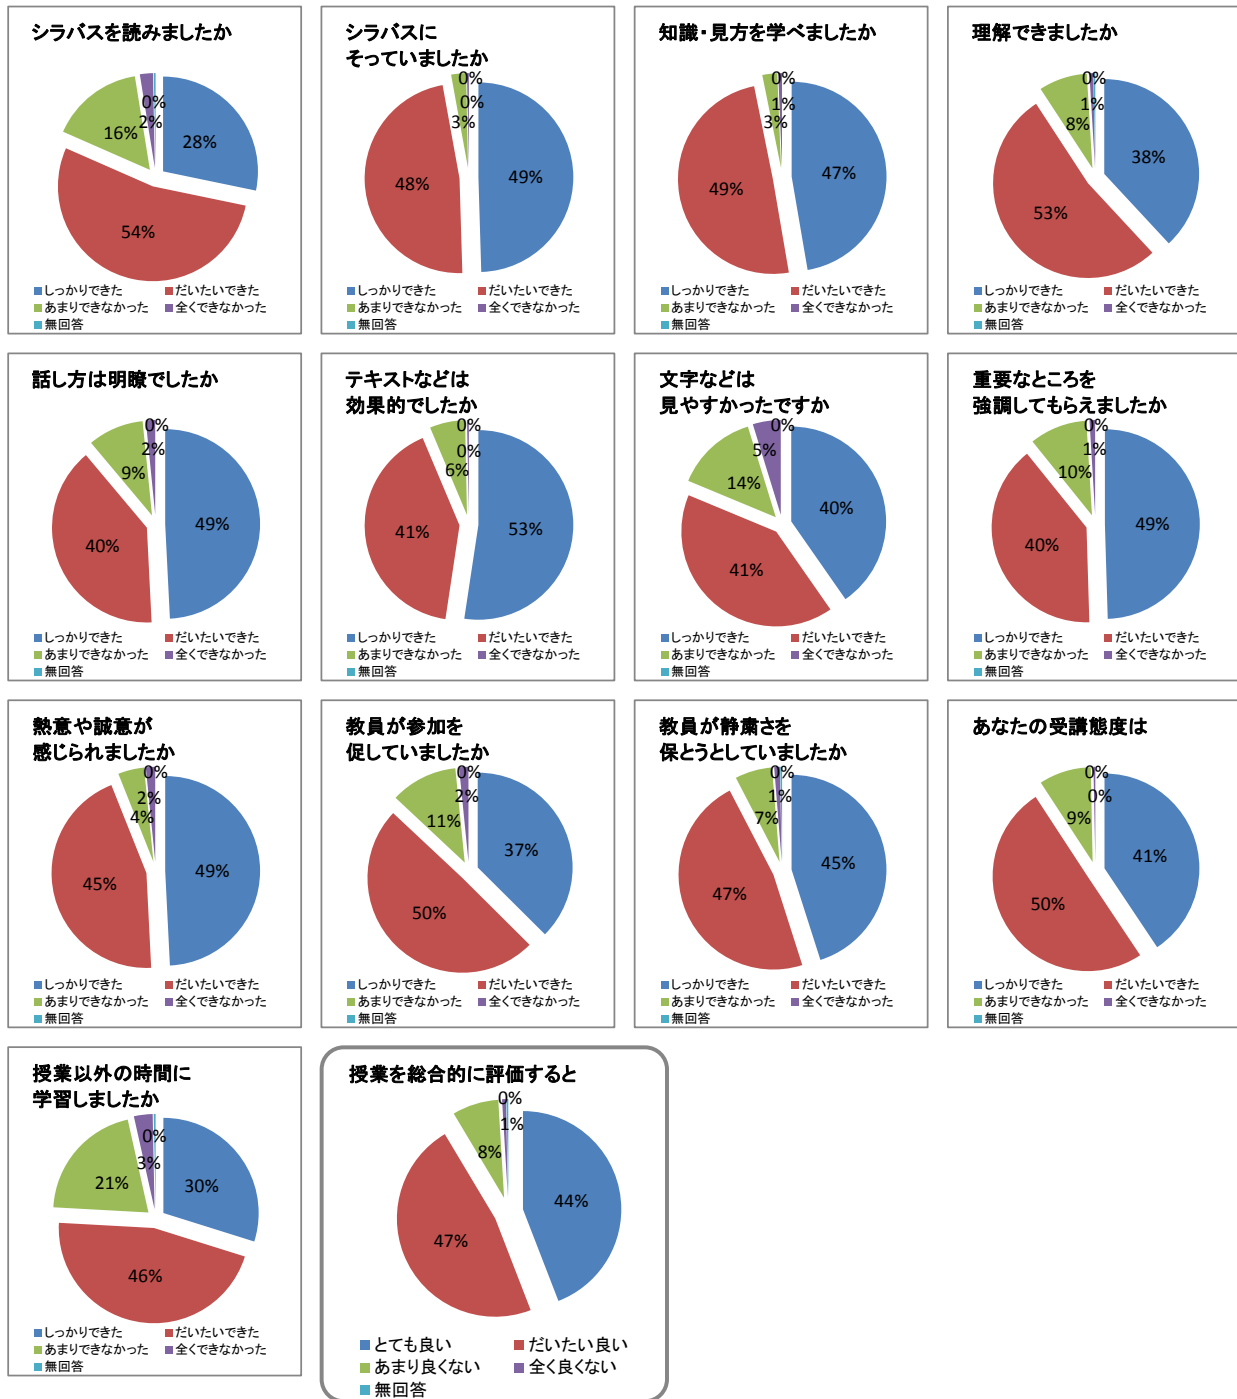 シラバスを読みましたか
0%
2%
16%
28%
54%
しっかりできた
だいたいできた
あまりできなかった
全くできなかった
無回答
シラバスに
そっていましたか
0%
0%
3%
48%
49%
しっかりできた
だいたいできた
あまりできなかった
全くできなかった
無回答
知識・見方を学べましたか
0%
1%
3%
49%
47%
しっかりできた
だいたいできた
あまりできなかった
全くできなかった
無回答
理解できましたか
0%
1%
8%
38%
53%
しっかりできた
だいたいできた
あまりできなかった
全くできなかった
無回答
話し方は明瞭でしたか
0%
2%
9%
49%
40%
しっかりできた
だいたいできた
あまりできなかった
全くできなかった
無回答
テキストなどは
効果的でしたか
0%
0%
6%
41%
53%
しっかりできた
だいたいできた
あまりできなかった
全くできなかった
無回答
文字などは
見やすかったですか
0%
5%
14%
40%
41%
しっかりできた
だいたいできた
あまりできなかった
全くできなかった
無回答
重要なところを
強調してもらえましたか
0%
1%
10%
49%
40%
しっかりできた
だいたいできた
あまりできなかった
全くできなかった
無回答
熱意や誠意が
感じられましたか
0%
2%
4%
45%
49%
しっかりできた
だいたいできた
あまりできなかった
全くできなかった
無回答
教員が参加を
促していましたか
0%
2%
11%
37%
50%
しっかりできた
だいたいできた
あまりできなかった
全くできなかった
無回答
教員が静粛さを
保とうとしていましたか
0%
1%
7%
45%
47%
しっかりできた
だいたいできた
あまりできなかった
全くできなかった
無回答
あなたの受講態度は
0%
0%
9%
41%
50%
しっかりできた
だいたいできた
あまりできなかった
全くできなかった
無回答
授業以外の時間に
学習しましたか
0%
3%
21%
30%
46%
しっかりできた
だいたいできた
あまりできなかった
全くできなかった
無回答
授業を総合的に評価すると
0%
1%
8%
44%
47%
とても良い
だいたい良い
あまり良くない
全く良くない
無回答